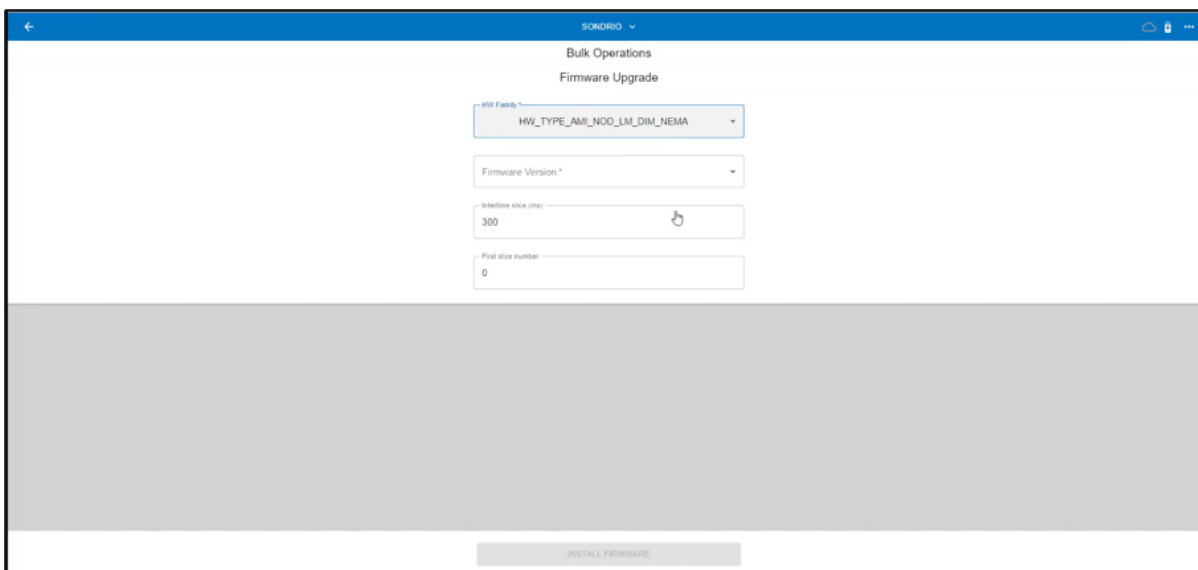 SONDRIO
Bulk Operations
Firmware Upgrade
HW Family *
HW_TYPE_AMI_NOD_LM_DIM_NEMA
Firmware Version *
Intertime slice (ms)
300
First slice number
0
INSTALL FIRMWARE